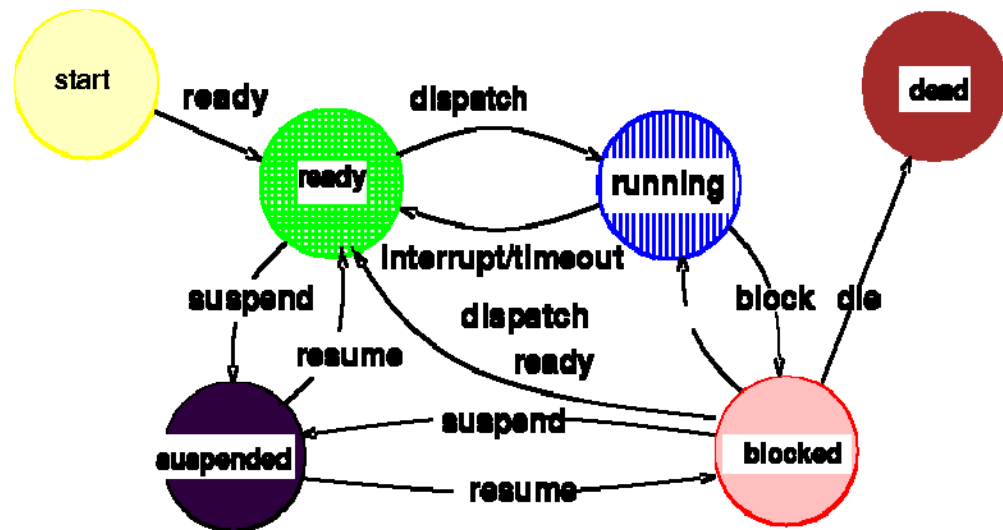 start
dead
ready
dispatch
ready
running
interrupt/timeout
suspend
block
die
dispatch
resume
ready
suspend
suspended
blocked
resume